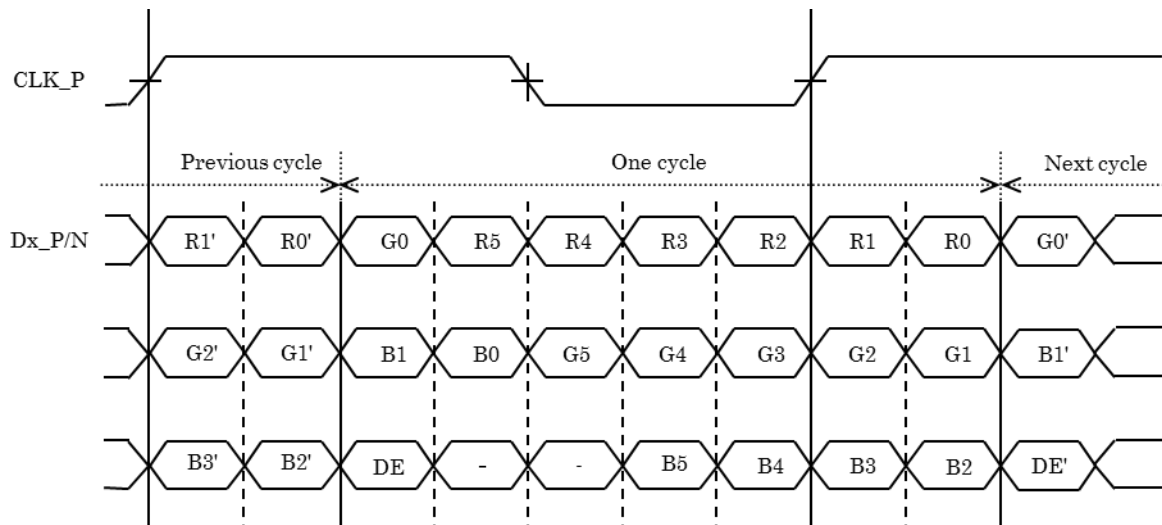 CLK_P
Previous cycle One cycle Next cycle
Dx_P/N R1' R0' G0 R5 R4 R3 R2 R1 R0 G0'
G2' G1' B1 B0 G5 G4 G3 G2 G1 B1'
B3' B2' DE - - B5 B4 B3 B2 DE'